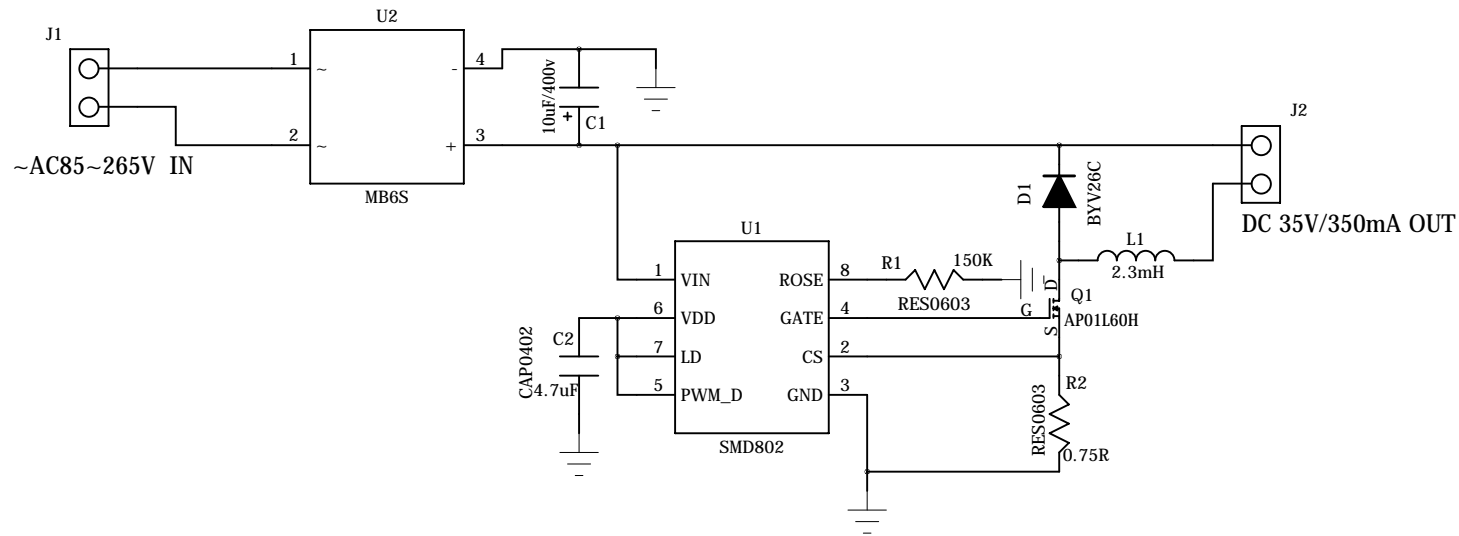 U2
J1
1
~
-
4
2
~
+
3
MB6S
10uF/400v
+
C1
~AC85~265V IN
J2
D1
BYV26C
DC 35V/350mA OUT
L1
2.3mH
U1
1
VIN
ROSE
8
R1
150K
RES0603
6
VDD
GATE
4
G
D
S
Q1
AP01L60H
C2
CAP0402
4.7uF
7
LD
CS
2
5
PWM_D
GND
3
SMD802
R2
RES0603
0.75R